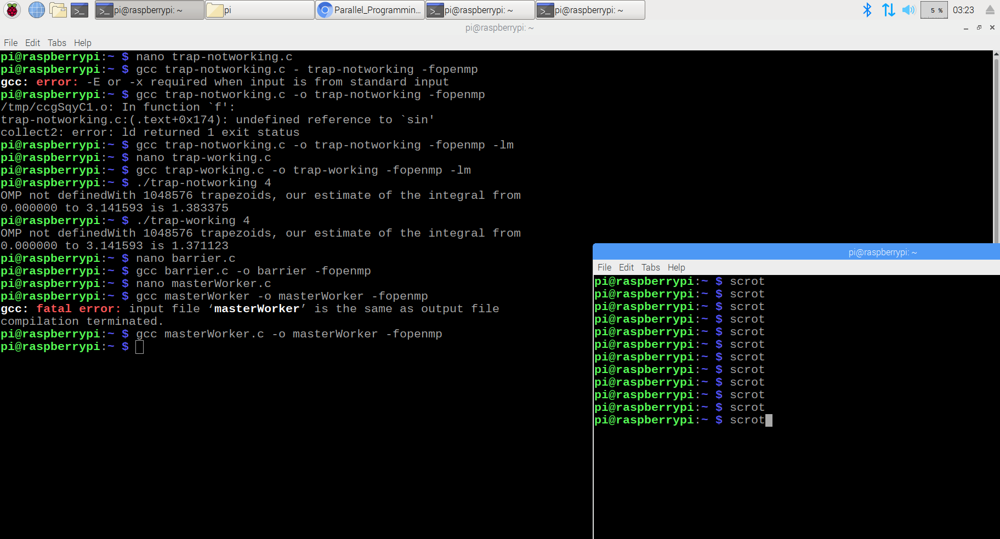 pi@raspberrypi: ~
pi
Parallel_Programmin...
pi@raspberrypi: ~
pi@raspberrypi: ~
5 %
03:23
pi@raspberrypi: ~
File Edit Tabs Help
pi@raspberrypi:~ $ nano trap-notworking.c
pi@raspberrypi:~ $ gcc trap-notworking.c - trap-notworking -fopenmp
gcc: error: -E or -x required when input is from standard input
pi@raspberrypi:~ $ gcc trap-notworking.c -o trap-notworking -fopenmp
/tmp/ccgSqyC1.o: In function `f':
trap-notworking.c:(.text+0x174): undefined reference to `sin'
collect2: error: ld returned 1 exit status
pi@raspberrypi:~ $ gcc trap-notworking.c -o trap-notworking -fopenmp -lm
pi@raspberrypi:~ $ nano trap-working.c
pi@raspberrypi:~ $ gcc trap-working.c -o trap-working -fopenmp -lm
pi@raspberrypi:~ $ ./trap-notworking 4
OMP not definedWith 1048576 trapezoids, our estimate of the integral from
0.000000 to 3.141593 is 1.383375
pi@raspberrypi:~ $ ./trap-working 4
OMP not definedWith 1048576 trapezoids, our estimate of the integral from
0.000000 to 3.141593 is 1.371123
pi@raspberrypi:~ $ nano barrier.c
pi@raspberrypi:~ $ gcc barrier.c -o barrier -fopenmp
pi@raspberrypi:~ $ nano masterWorker.c
pi@raspberrypi:~ $ gcc masterWorker -o masterWorker -fopenmp
gcc: fatal error: input file ‘masterWorker’ is the same as output file
compilation terminated.
pi@raspberrypi:~ $ gcc masterWorker.c -o masterWorker -fopenmp
pi@raspberrypi:~ $
pi@raspberrypi: ~
File Edit Tabs Help
pi@raspberrypi:~ $ scrot
pi@raspberrypi:~ $ scrot
pi@raspberrypi:~ $ scrot
pi@raspberrypi:~ $ scrot
pi@raspberrypi:~ $ scrot
pi@raspberrypi:~ $ scrot
pi@raspberrypi:~ $ scrot
pi@raspberrypi:~ $ scrot
pi@raspberrypi:~ $ scrot
pi@raspberrypi:~ $ scrot
pi@raspberrypi:~ $ scrot
pi@raspberrypi:~ $ scrot